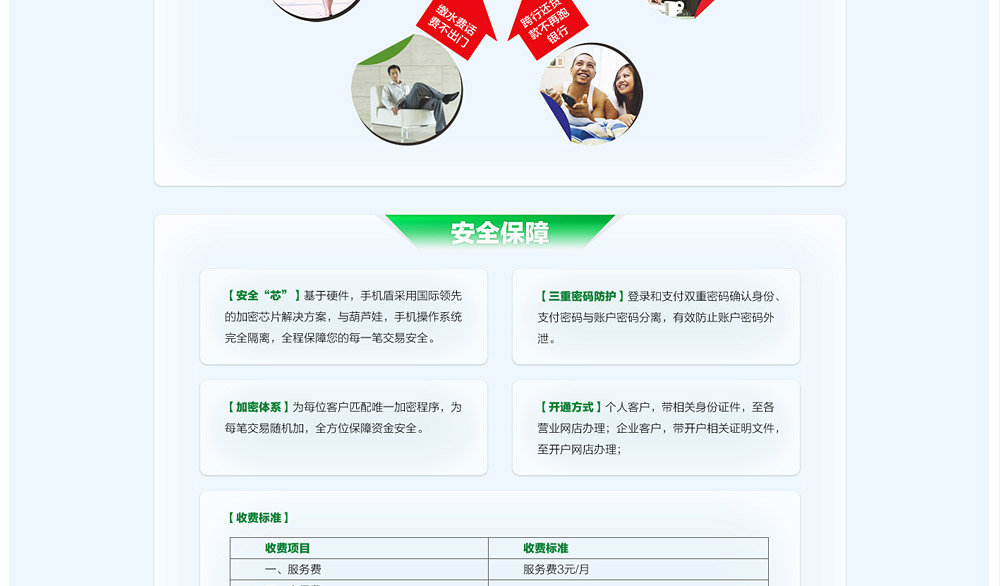 缴水费话
费不出门
跨行还贷
款不再跑
银行
安全保障
【安全“芯”】基于硬件，手机盾采用国际领先
的加密芯片解决方案，与葫芦娃，手机操作系统
完全隔离，全程保障您的每一笔交易安全。
【三重密码防护】登录和支付双重密码确认身份、
支付密码与账户密码分离，有效防止账户密码外
泄。
【加密体系】为每位客户匹配唯一加密程序，为
每笔交易随机加，全方位保障资金安全。
【开通方式】个人客户，带相关身份证件，至各
营业网店办理；企业客户，带开户相关证明文件，
至开户网店办理；
【收费标准】
收费项目 收费标准
一、服务费 服务费3元/月